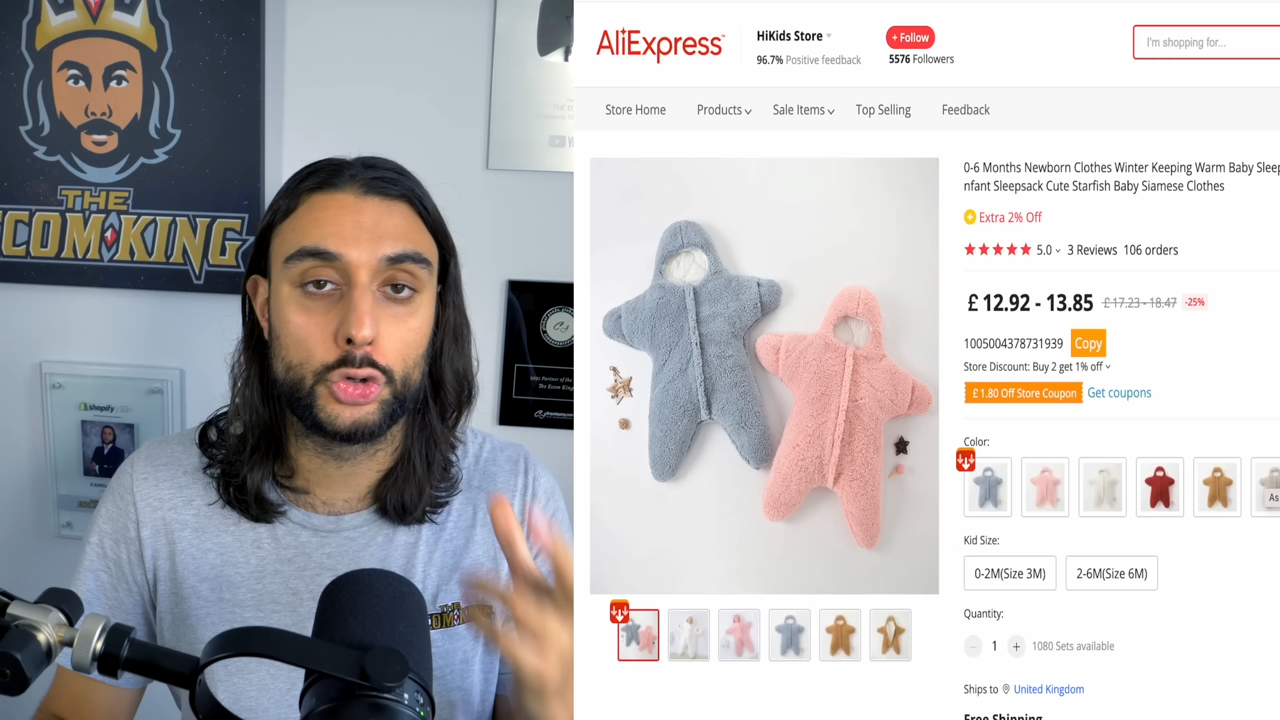 THE
ECOM KING
shopify
THE
AliExpress
HiKids Store
96.7% Positive feedback
+ Follow
5576 Followers
I'm shopping for...
Store Home
Products
Sale Items
Top Selling
Feedback
0-6 Months Newborn Clothes Winter Keeping Warm Baby Sleep
nfant Sleepsack Cute Starfish Baby Siamese Clothes
Extra 2% Off
5.0
3 Reviews
106 orders
£ 12.92 - 13.85
£ 17.23 - 18.47
-25%
1005004378731939
Copy
Store Discount: Buy 2 get 1% off
£ 1.80 Off Store Coupon
Get coupons
Color:
As
Kid Size:
0-2M(Size 3M)
2-6M(Size 6M)
Quantity:
1
1080 Sets available
Ships to
United Kingdom
Free Shipping